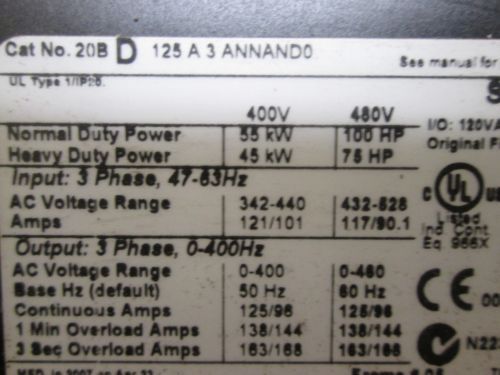 Cat No. 20B D 125 A 3 ANNAND0
See manual for
UL Type 1/IP20.
400V 480V
I/O: 120VA
Normal Duty Power 55 kW 100 HP
Original F
Heavy Duty Power 45 kW 75 HP
Input: 3 Phase, 47-63Hz
AC Voltage Range 342-440 432-528
Amps 121/101 117/90.1
C UL
Listed
Ind. Cont.
Eq 966X
Output: 3 Phase, 0-400Hz
AC Voltage Range 0-400 0-460
Base Hz (default) 50 Hz 60 Hz
CE 00
Continuous Amps 125/96 125/96
1 Min Overload Amps 138/144 138/144
3 Sec Overload Amps 163/168 163/168
N223